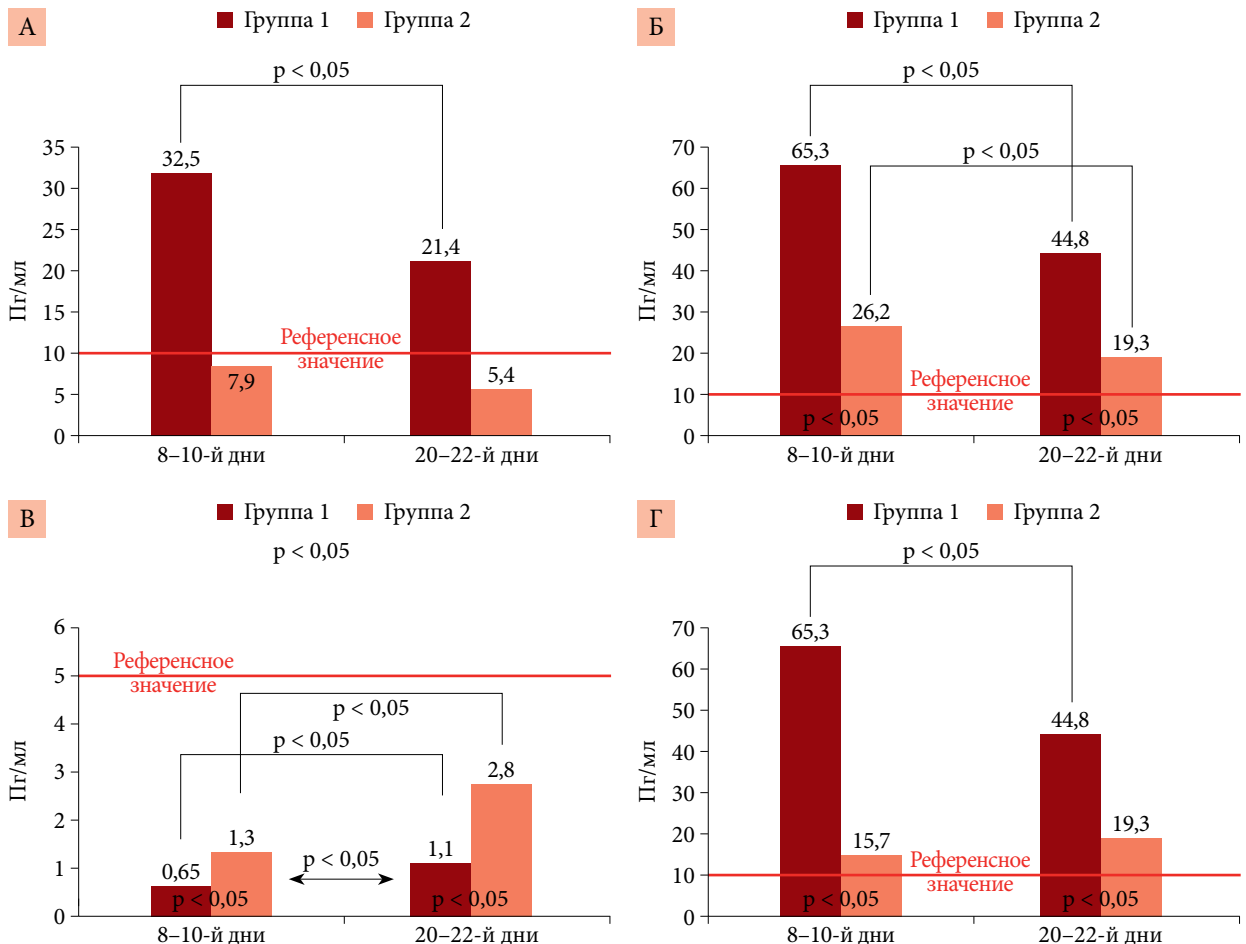 А
Группа 1 Группа 2
p < 0,05
Пг/мл
35
30
25
20
15
10
5
0
32,5
7,9
21,4
5,4
Референсное
значение
8–10-й дни 20–22-й дни
Б
Группа 1 Группа 2
p < 0,05
p < 0,05
Пг/мл
70
60
50
40
30
20
10
0
65,3
26,2
44,8
19,3
Референсное
значение
p < 0,05 p < 0,05
8–10-й дни 20–22-й дни
В
Группа 1 Группа 2
p < 0,05
Пг/мл
6
5
4
3
2
1
0
Референсное
значение
p < 0,05
p < 0,05
0,65
1,3
p < 0,05
1,1
2,8
p < 0,05 p < 0,05
8–10-й дни 20–22-й дни
Г
Группа 1 Группа 2
p < 0,05
Пг/мл
70
60
50
40
30
20
10
0
65,3
15,7
44,8
19,3
Референсное
значение
p < 0,05 p < 0,05
8–10-й дни 20–22-й дни